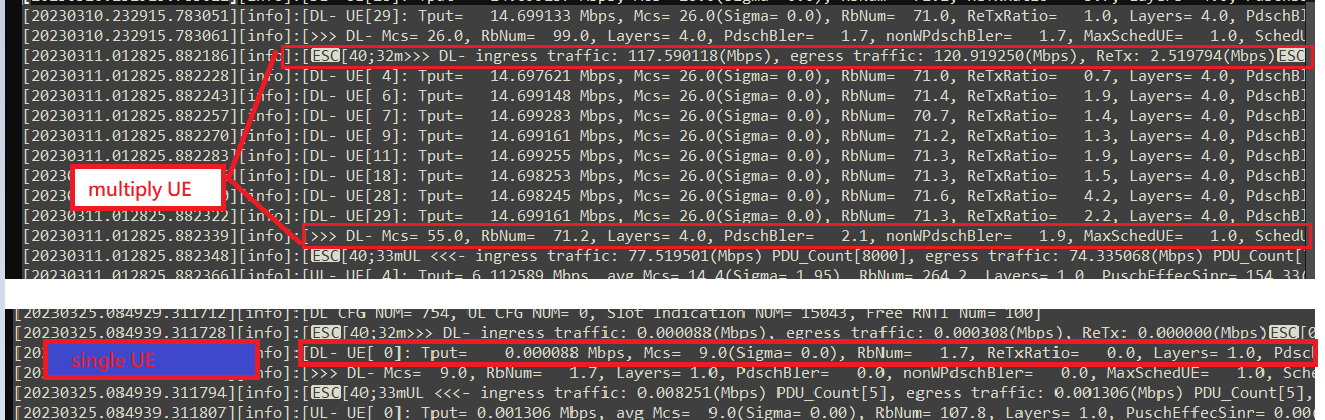 [20230310.232915.783051][info]:[DL- UE[29]: Tput= 14.699133 Mbps, Mcs= 26.0(Sigma= 0.0), RbNum= 71.0, ReTxRatio= 1.0, Layers= 4.0, PdschBl
[20230310.232915.783061][info]:[>>> DL- Mcs= 26.0, RbNum= 99.0, Layers= 4.0, PdschBler= 1.7, nonWPdschBler= 1.7, MaxSchedUE= 1.0, SchedU
[20230311.012825.882186][info]:[ESC[40;32m>>> DL- ingress traffic: 117.590118(Mbps), egress traffic: 120.919250(Mbps), ReTx: 2.519794(Mbps)ESC
[20230311.012825.882228][info]:[DL- UE[ 4]: Tput= 14.697621 Mbps, Mcs= 26.0(Sigma= 0.0), RbNum= 71.0, ReTxRatio= 0.7, Layers= 4.0, PdschBl
[20230311.012825.882243][info]:[DL- UE[ 6]: Tput= 14.699148 Mbps, Mcs= 26.0(Sigma= 0.0), RbNum= 71.4, ReTxRatio= 1.9, Layers= 4.0, PdschBl
[20230311.012825.882257][info]:[DL- UE[ 7]: Tput= 14.699283 Mbps, Mcs= 26.0(Sigma= 0.0), RbNum= 70.7, ReTxRatio= 1.4, Layers= 4.0, PdschBl
[20230311.012825.882270][info]:[DL- UE[ 9]: Tput= 14.699161 Mbps, Mcs= 26.0(Sigma= 0.0), RbNum= 71.2, ReTxRatio= 1.3, Layers= 4.0, PdschBl
[20230311.012825.882283][info]:[DL- UE[11]: Tput= 14.699255 Mbps, Mcs= 26.0(Sigma= 0.0), RbNum= 71.3, ReTxRatio= 1.9, Layers= 4.0, PdschBl
[info]:[DL- UE[18]: Tput= 14.698253 Mbps, Mcs= 26.0(Sigma= 0.0), RbNum= 71.3, ReTxRatio= 1.5, Layers= 4.0, PdschBl
multiply UE
[info]:[DL- UE[28]: Tput= 14.698245 Mbps, Mcs= 26.0(Sigma= 0.0), RbNum= 71.6, ReTxRatio= 4.2, Layers= 4.0, PdschBl
[20230311.012825.882322][info]:[DL- UE[29]: Tput= 14.699161 Mbps, Mcs= 26.0(Sigma= 0.0), RbNum= 71.3, ReTxRatio= 2.2, Layers= 4.0, PdschBl
[20230311.012825.882339][info]:[>>> DL- Mcs= 55.0, RbNum= 71.2, Layers= 4.0, PdschBler= 2.1, nonWPdschBler= 1.9, MaxSchedUE= 1.0, SchedU
[20230311.012825.882348][info]:[ESC[40;33mUL <<<- ingress traffic: 77.519501(Mbps) PDU_Count[8000], egress traffic: 74.335068(Mbps) PDU_Count[
[20230311.012825.882366][info]:[UL- UE[ 4]: Tput= 6.112589 Mbps, avg Mcs= 14.4(Sigma= 1.95), RbNum= 264.2, Layers= 1.0, PuschEffecSinr= 154.33(
[20230325.084939.311712][info]:[DL CFG NUM= 754, UL CFG NUM= 0, Slot Indication NUM= 15043, Free RNTI Num= 100]
[20230325.084939.311728][info]:[ESC[40;32m>>> DL- ingress traffic: 0.000088(Mbps), egress traffic: 0.000308(Mbps), ReTx: 0.000000(Mbps)ESC[0
single UE
[DL- UE[ 0]: Tput= 0.000088 Mbps, Mcs= 9.0(Sigma= 0.0), RbNum= 1.7, ReTxRatio= 0.0, Layers= 1.0, Pdsch
[>>> DL- Mcs= 9.0, RbNum= 1.7, Layers= 1.0, PdschBler= 0.0, nonWPdschBler= 0.0, MaxSchedUE= 1.0, Sche
[20230325.084939.311794][info]:[ESC[40;33mUL <<<- ingress traffic: 0.008251(Mbps) PDU_Count[5], egress traffic: 0.001306(Mbps) PDU_Count[5],
[20230325.084939.311807][info]:[UL- UE[ 0]: Tput= 0.001306 Mbps, avg Mcs= 9.0(Sigma= 0.00), RbNum= 107.8, Layers= 1.0, PuschEffecSinr= 0.00